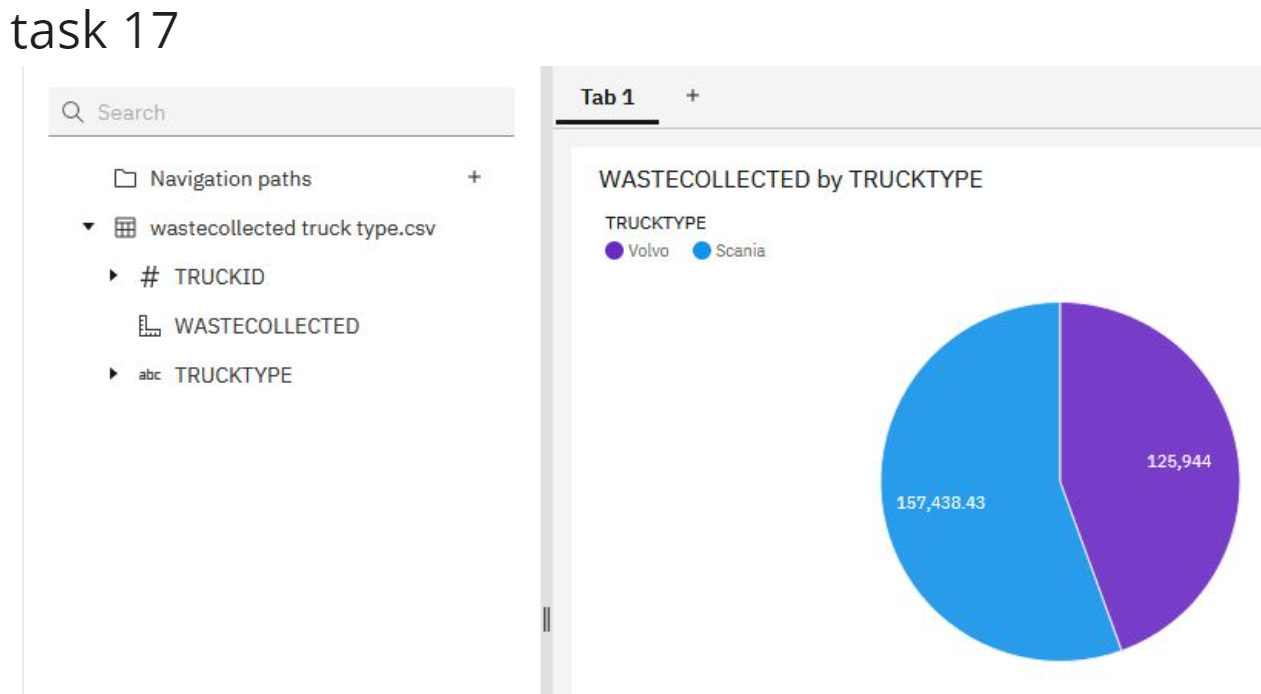 task 17
Search
Navigation paths +
wastecollected truck type.csv
# TRUCKID
WASTECOLLECTED
abc TRUCKTYPE
Tab 1 +
WASTECOLLECTED by TRUCKTYPE
TRUCKTYPE
Volvo Scania
125,944
157,438.43